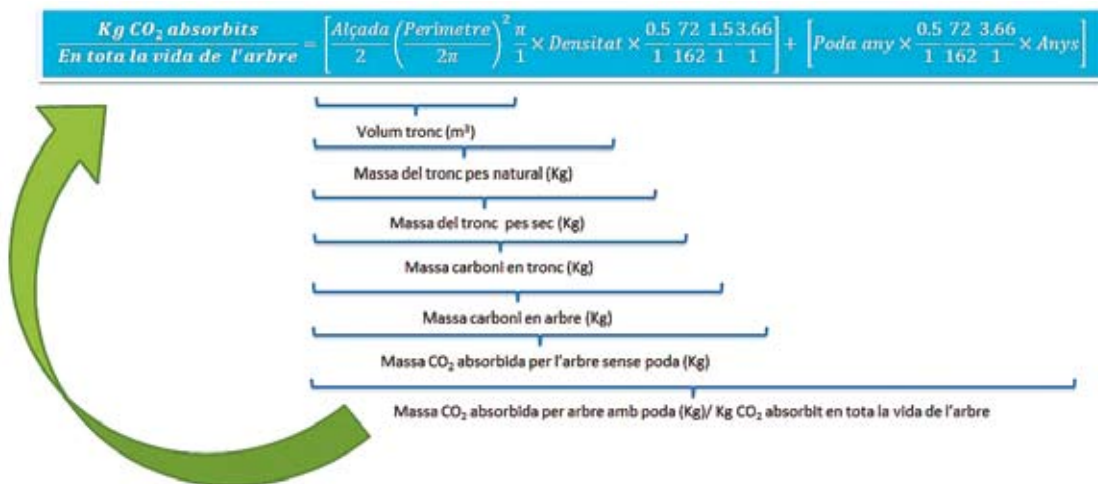 Kg CO₂ absorbits / En tota la vida de l'arbre = [Alçada/2 (Perímetre/2π)² π/1 × Densitat × 0.5/1 72/162 1.5/1 3.66/1] + [Poda any × 0.5/1 72/162 3.66/1 × Anys]
Volum tronc (m³)
Massa del tronc pes natural (Kg)
Massa del tronc pes sec (Kg)
Massa carboni en tronc (Kg)
Massa carboni en arbre (Kg)
Massa CO₂ absorbida per l'arbre sense poda (Kg)
Massa CO₂ absorbida per arbre amb poda (Kg)/ Kg CO₂ absorbit en tota la vida de l'arbre